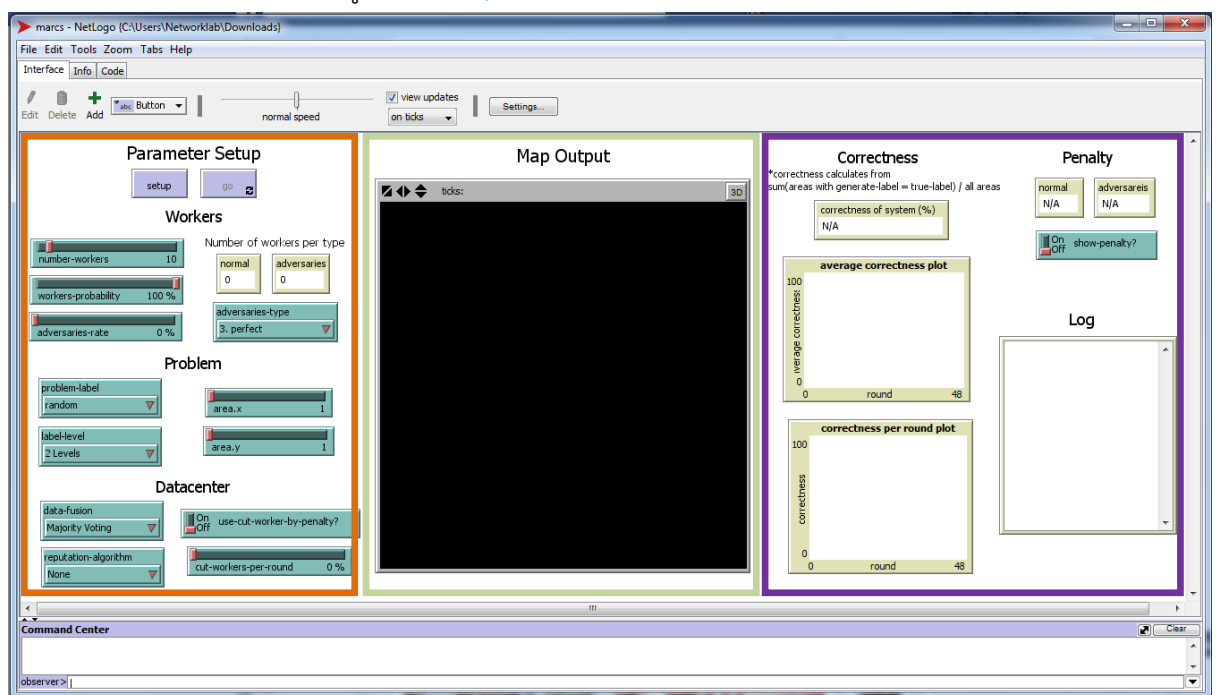 marcs - NetLogo {C:\Users\Networklab\Downloads}
File Edit Tools Zoom Tabs Help
Interface Info Code
Edit Delete Add
abc Button
normal speed
view updates
on ticks
Settings...
Parameter Setup
setup
go
Workers
number-workers 10
workers-probability 100 %
adversaries-rate 0 %
Number of workers per type
normal
0
adversaries
0
adversaries-type
3. perfect
Problem
problem-label
random
area.x 1
label-level
2 Levels
area.y 1
Datacenter
data-fusion
Majority Voting
On
Off
use-cut-worker-by-penalty?
reputation-algorithm
None
cut-workers-per-round 0 %
Map Output
ticks:
3D
Correctness
*correctness calculates from
sum(areas with generate-label = true-label) / all areas
correctness of system (%)
N/A
average correctness plot
100
average correctness
0
0 round 48
correctness per round plot
100
correctness
0
0 round 48
Penalty
normal
N/A
adversareis
N/A
On
Off
show-penalty?
Log
Command Center
Clear
observer>